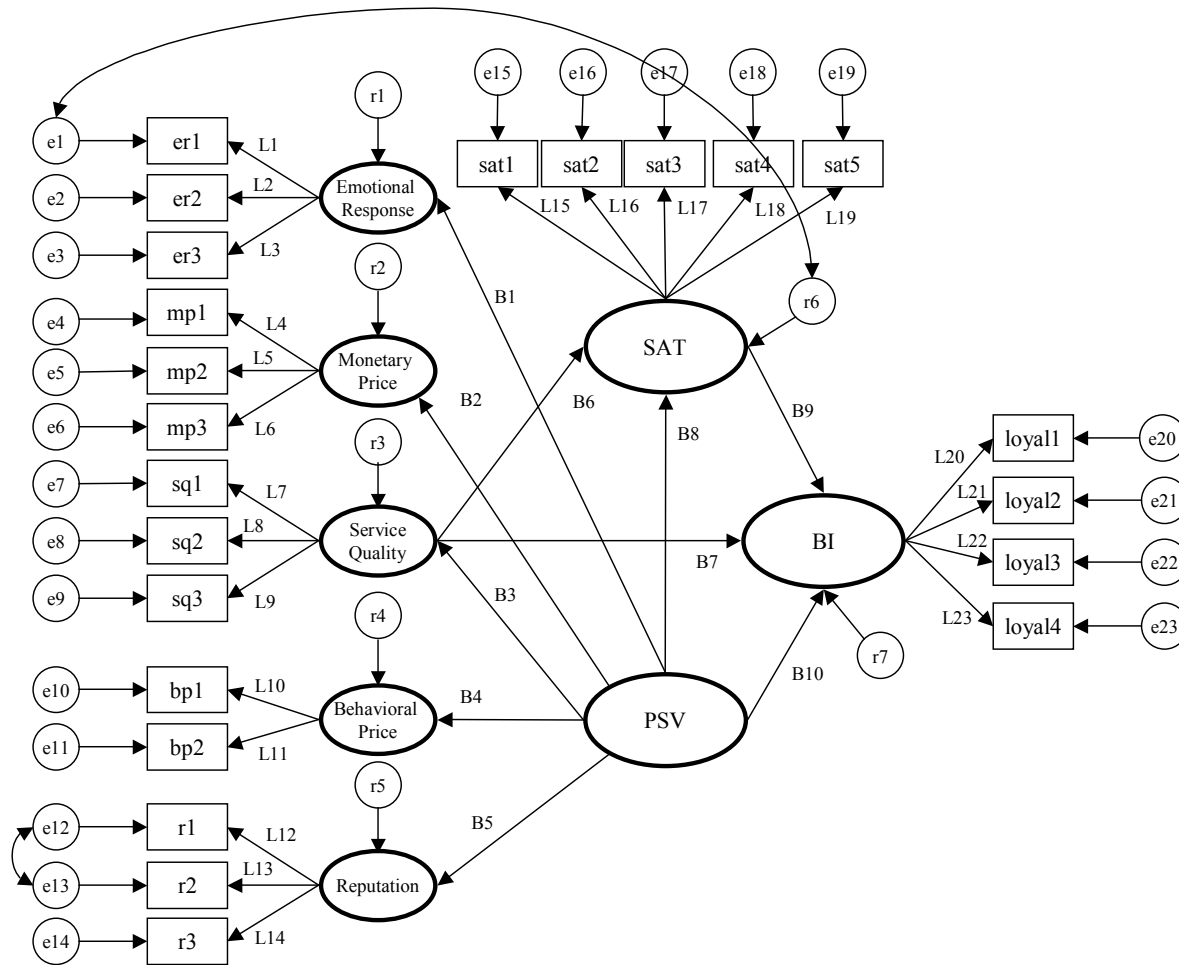 e15
e16
e17
e18
e19
r1
e1
er1
L1
sat1
sat2
sat3
sat4
sat5
e2
er2
L2
Emotional
Response
L15
L16
L17
L18
L19
e3
er3
L3
r2
B1
r6
e4
mp1
L4
SAT
e5
mp2
L5
Monetary
Price
B2
B6
B8
B9
e6
mp3
L6
r3
loyal1
e20
L20
e7
sq1
L7
L21
loyal2
e21
e8
sq2
L8
Service
Quality
B7
BI
L22
loyal3
e22
e9
sq3
L9
B3
r4
L23
loyal4
e23
r7
B10
e10
bp1
L10
B4
Behavioral
Price
PSV
e11
bp2
L11
r5
e12
r1
L12
B5
e13
r2
L13
Reputation
e14
r3
L14